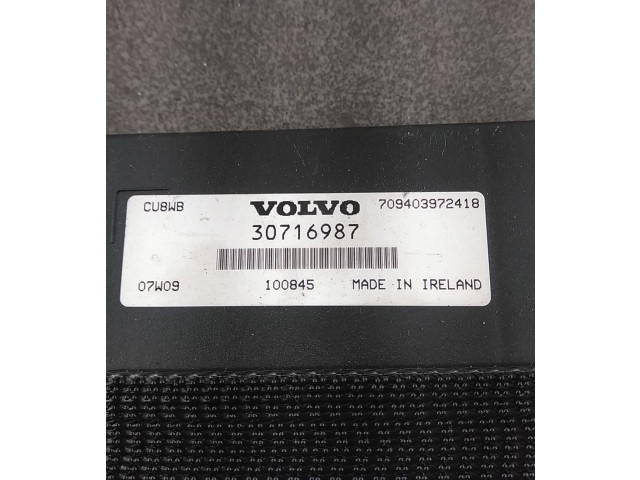 CU8WB VOLVO 709403972418
30716987
07W09 100845 MADE IN IRELAND